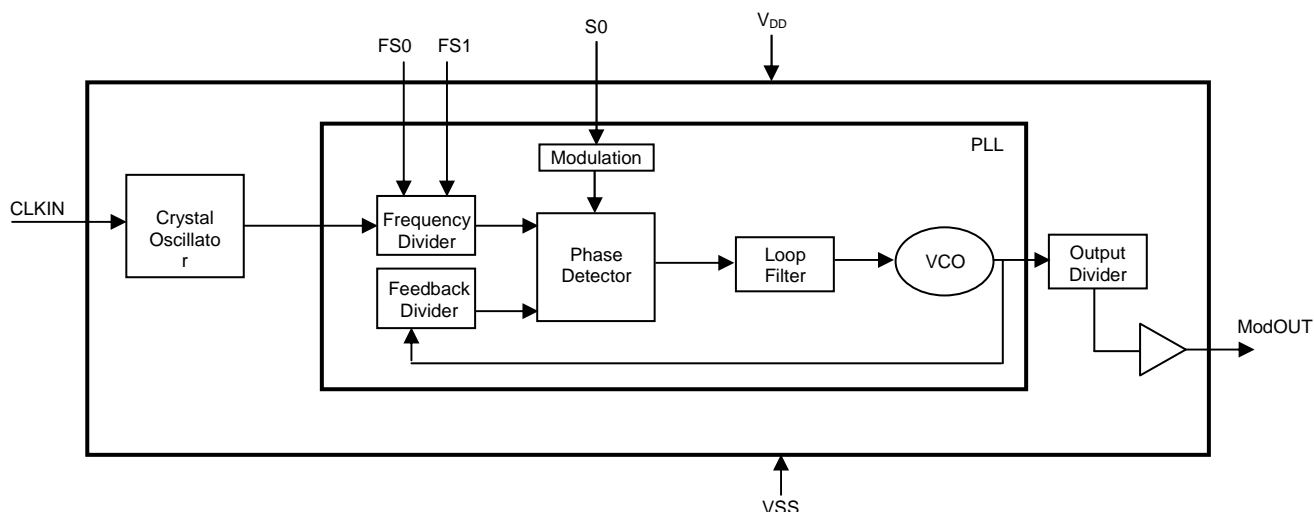 S0
VDD
FS0
FS1
PLL
Modulation
CLKIN
Crystal
Oscillato
r
Frequency
Divider
Phase
Detector
Loop
Filter
VCO
Output
Divider
Feedback
Divider
ModOUT
VSS